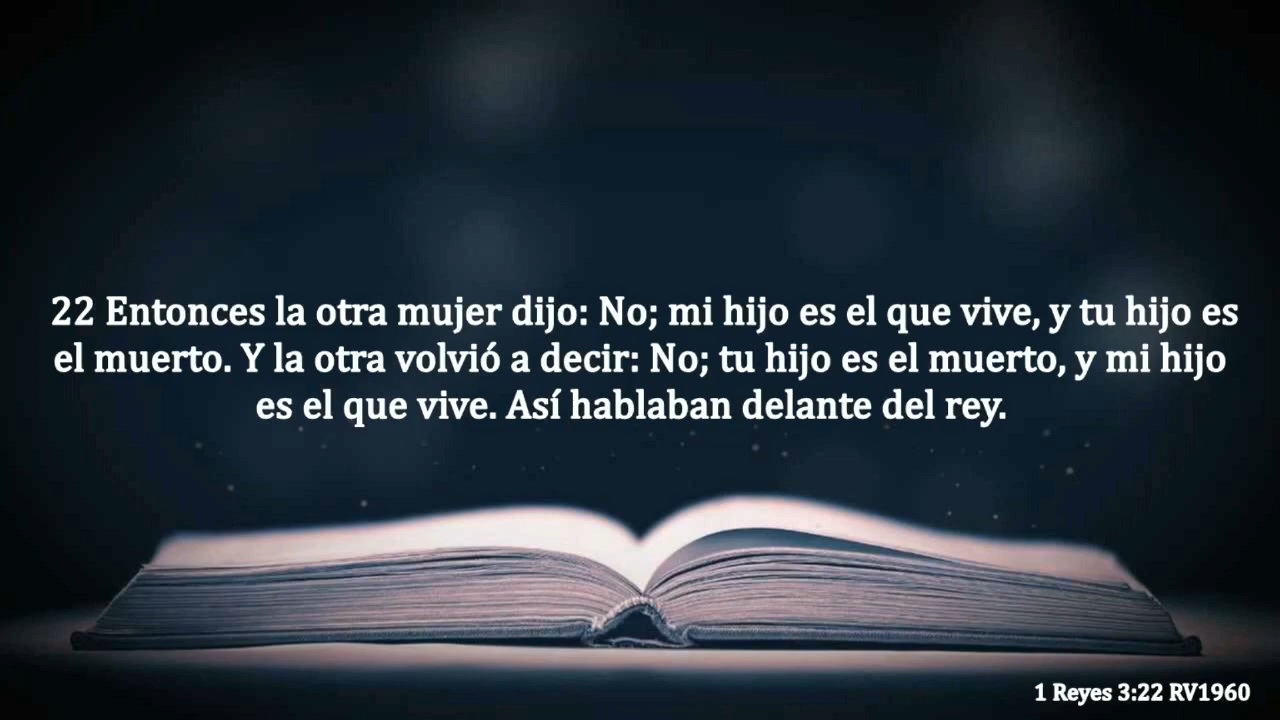 22 Entonces la otra mujer dijo: No; mi hijo es el que vive, y tu hijo es
el muerto. Y la otra volvió a decir: No; tu hijo es el muerto, y mi hijo
es el que vive. Así hablaban delante del rey.
1 Reyes 3:22 RV1960